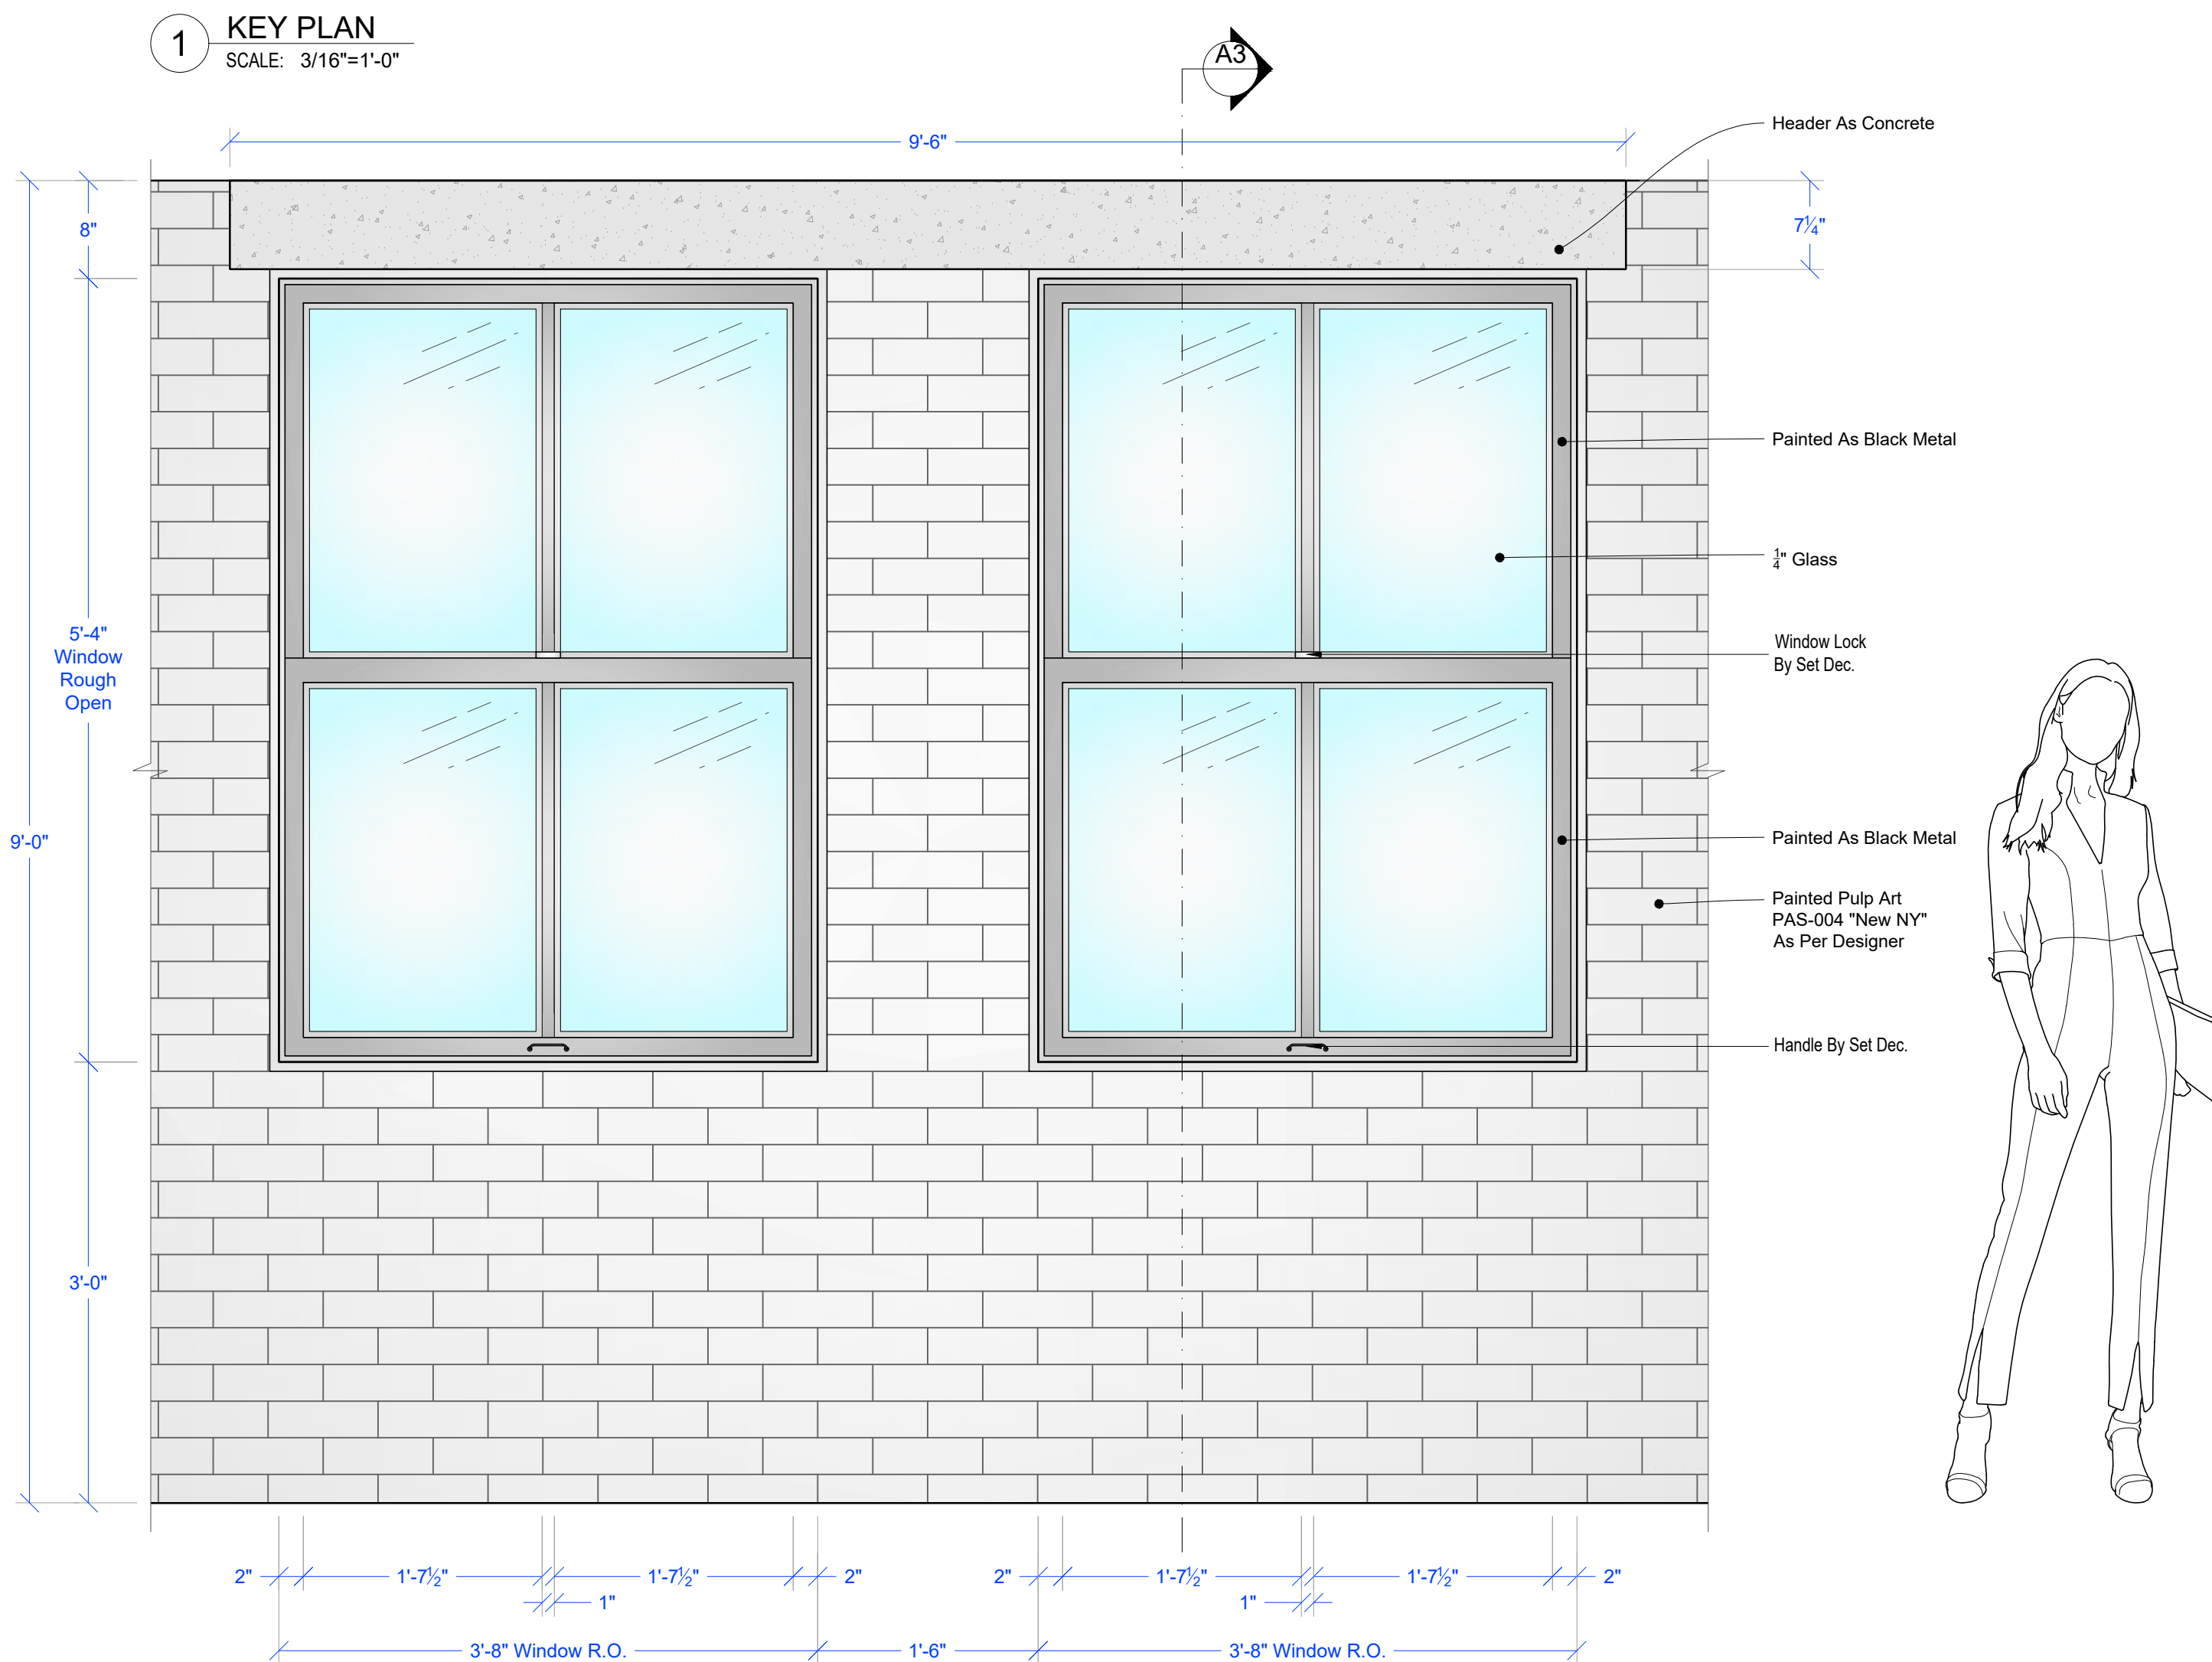 1
KEY PLAN
SCALE: 3/16"=1'-0"
A3
9'-6"
Header As Concrete
8"
7¼"
Painted As Black Metal
¼" Glass
5'-4"
Window
Rough
Open
Window Lock
By Set Dec.
9'-0"
Painted As Black Metal
Painted Pulp Art
PAS-004 "New NY"
As Per Designer
Handle By Set Dec.
3'-0"
2" 1'-7½" 1'-7½" 2" 2" 1'-7½" 1'-7½" 2"
1" 1"
3'-8" Window R.O. 1'-6" 3'-8" Window R.O.